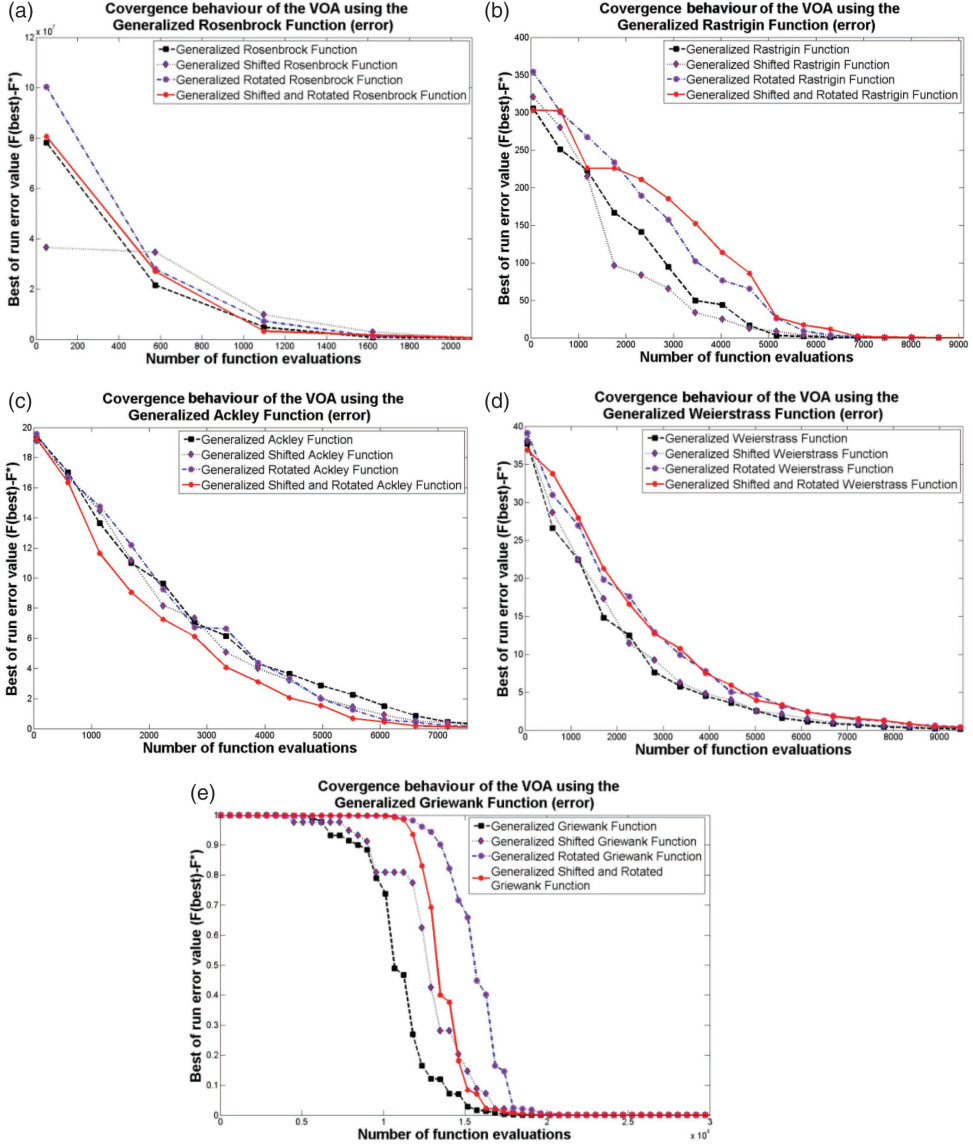 (a)
Covergence behaviour of the VOA using the
Generalized Rosenbrock Function (error)
x 10^7
12
10
8
6
4
2
0
Best of run error value (F(best)-F*)
Generalized Rosenbrock Function
Generalized Shifted Rosenbrock Function
Generalized Rotated Rosenbrock Function
Generalized Shifted and Rotated Rosenbrock Function
0 200 400 600 800 1000 1200 1400 1600 1800 2000
Number of function evaluations
(b)
Covergence behaviour of the VOA using the
Generalized Rastrigin Function (error)
400
350
300
250
200
150
100
50
0
Best of run error value (F(best)-F*)
Generalized Rastrigin Function
Generalized Shifted Rastrigin Function
Generalized Rotated Rastrigin Function
Generalized Shifted and Rotated Rastrigin Function
0 1000 2000 3000 4000 5000 6000 7000 8000 9000
Number of function evaluations
(c)
Covergence behaviour of the VOA using the
Generalized Ackley Function (error)
20
18
16
14
12
10
8
6
4
2
0
Best of run error value (F(best)-F*)
Generalized Ackley Function
Generalized Shifted Ackley Function
Generalized Rotated Ackley Function
Generalized Shifted and Rotated Ackley Function
0 1000 2000 3000 4000 5000 6000 7000
Number of function evaluations
(d)
Covergence behaviour of the VOA using the
Generalized Weierstrass Function (error)
40
35
30
25
20
15
10
5
0
Best of run error value (F(best)-F*)
Generalized Weierstrass Function
Generalized Shifted Weierstrass Function
Generalized Rotated Weierstrass Function
Generalized Shifted and Rotated Weierstrass Function
0 1000 2000 3000 4000 5000 6000 7000 8000 9000
Number of function evaluations
(e)
Covergence behaviour of the VOA using the
Generalized Griewank Function (error)
1
0.9
0.8
0.7
0.6
0.5
0.4
0.3
0.2
0.1
0
Best of run error value (F(best)-F*)
Generalized Griewank Function
Generalized Shifted Griewank Function
Generalized Rotated Griewank Function
Generalized Shifted and Rotated
Griewank Function
0 0.5 1 1.5 2 2.5 3
x 10^4
Number of function evaluations